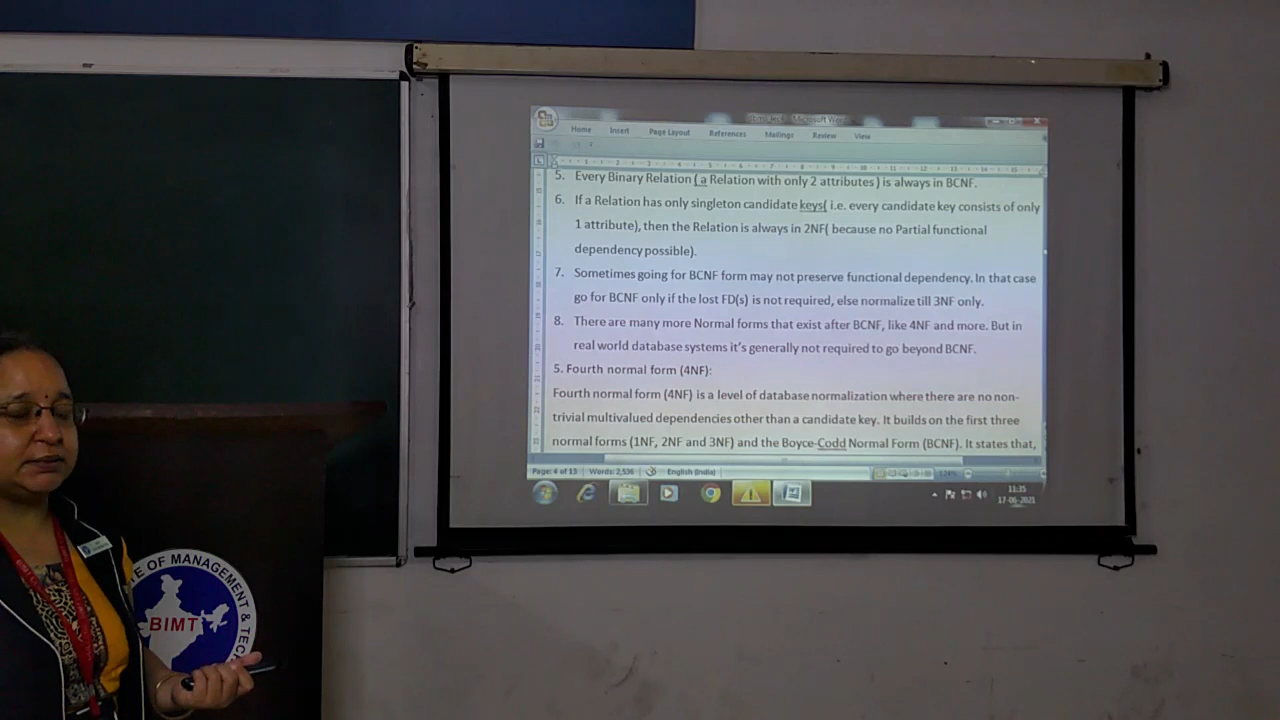 Microsoft Word
Home Insert Page Layout References Mailings Review View
5. Every Binary Relation ( a Relation with only 2 attributes ) is always in BCNF.
6. If a Relation has only singleton candidate keys( i.e. every candidate key consists of only
1 attribute), then the Relation is always in 2NF( because no Partial functional
dependency possible).
7. Sometimes going for BCNF form may not preserve functional dependency. In that case
go for BCNF only if the lost FD(s) is not required, else normalize till 3NF only.
8. There are many more Normal forms that exist after BCNF, like 4NF and more. But in
real world database systems it's generally not required to go beyond BCNF.
5. Fourth normal form (4NF):
Fourth normal form (4NF) is a level of database normalization where there are no non-
trivial multivalued dependencies other than a candidate key. It builds on the first three
normal forms (1NF, 2NF and 3NF) and the Boyce-Codd Normal Form (BCNF). It states that,
Page: 4 of 13 Words: 2,536 English (India)
11:35
17-06-2021
E OF MANAGEMENT & TEC
BIMT